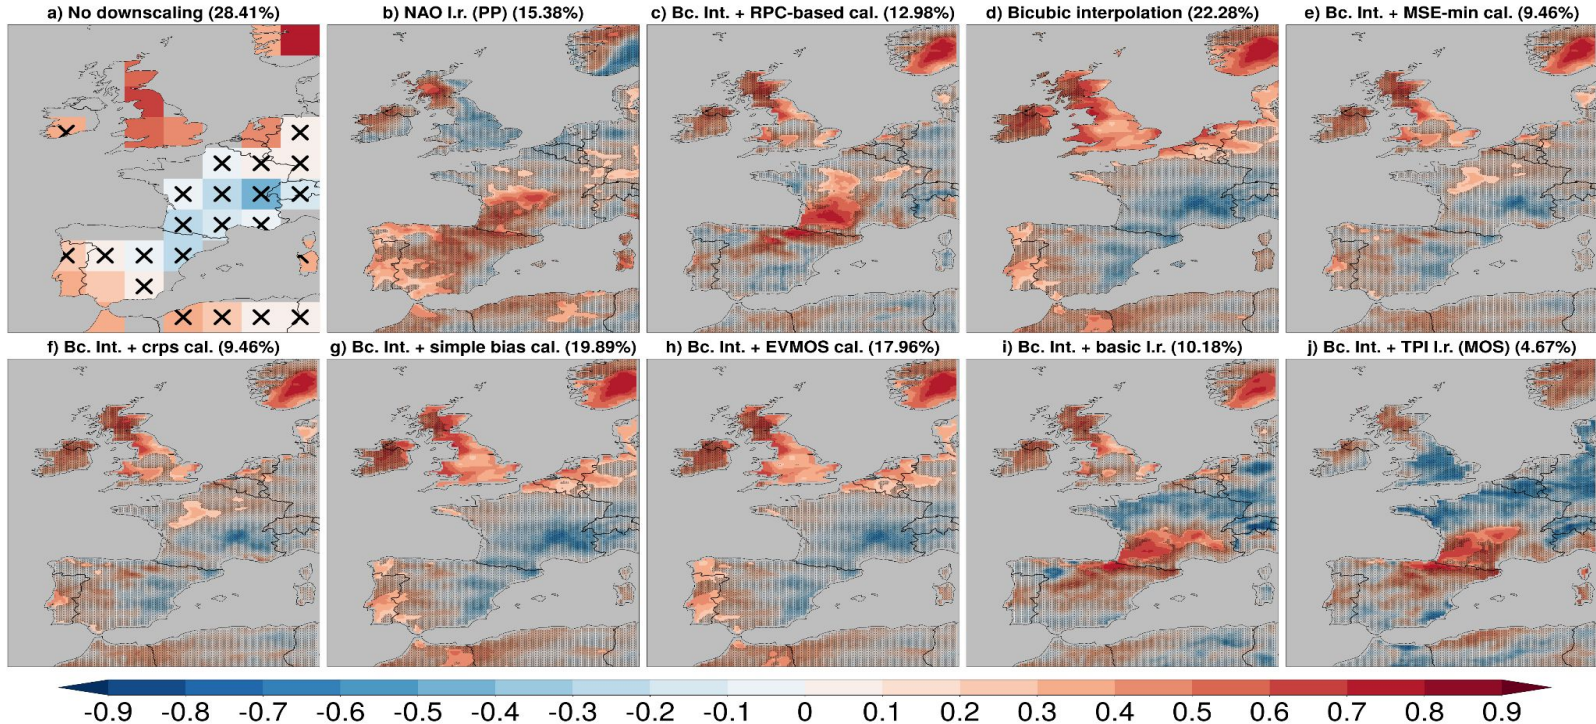 a) No downscaling (28.41%)
b) NAO l.r. (PP) (15.38%)
c) Bc. Int. + RPC-based cal. (12.98%)
d) Bicubic interpolation (22.28%)
e) Bc. Int. + MSE-min cal. (9.46%)
f) Bc. Int. + crps cal. (9.46%)
g) Bc. Int. + simple bias cal. (19.89%)
h) Bc. Int. + EVMOS cal. (17.96%)
i) Bc. Int. + basic l.r. (10.18%)
j) Bc. Int. + TPI l.r. (MOS) (4.67%)
-0.9 -0.8 -0.7 -0.6 -0.5 -0.4 -0.3 -0.2 -0.1 0 0.1 0.2 0.3 0.4 0.5 0.6 0.7 0.8 0.9